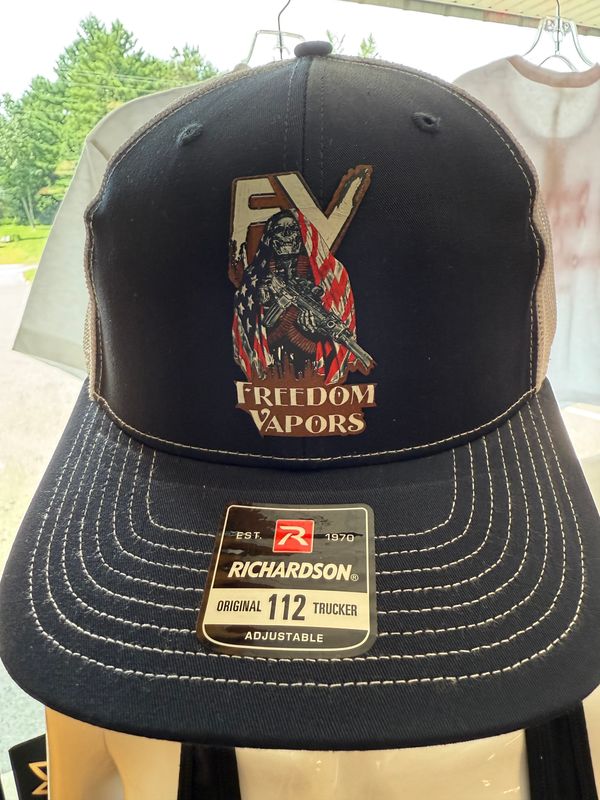 FV
FREEDOM
VAPORS
EST. R 1970
RICHARDSON®
ORIGINAL 112 TRUCKER
ADJUSTABLE